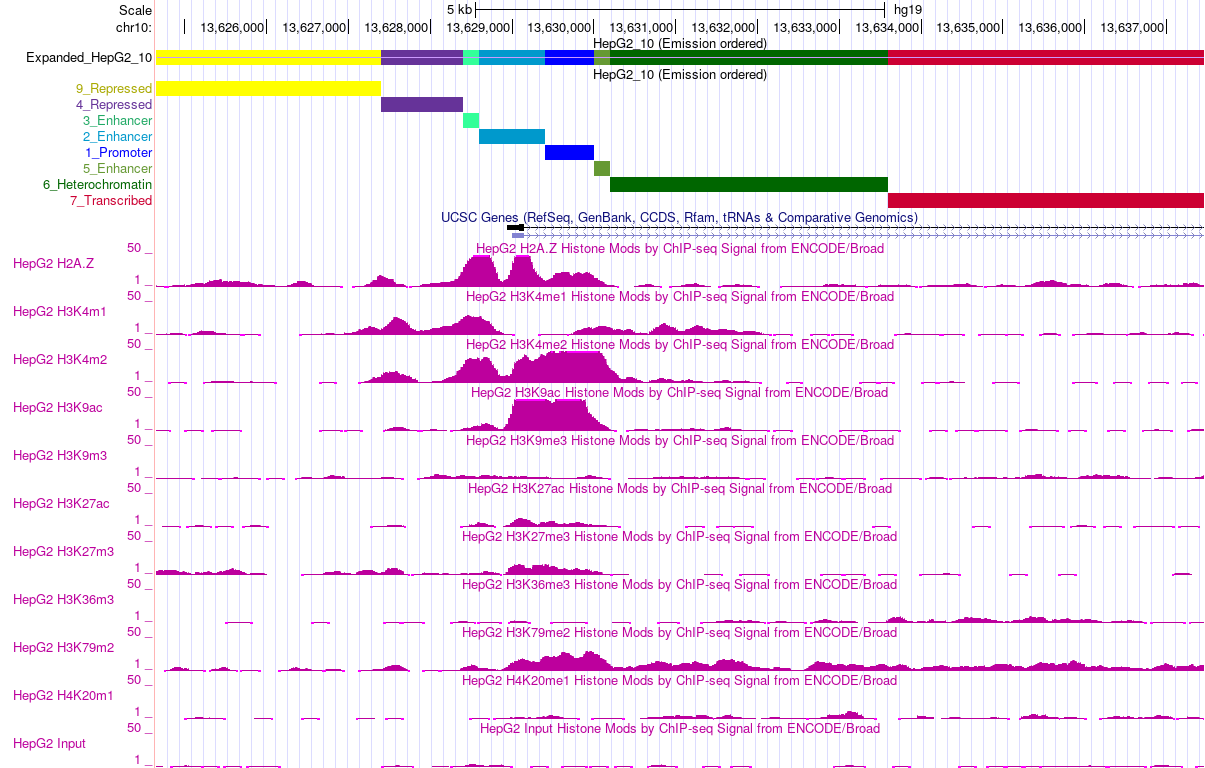 Scale 5 kb hg19
chr10: 13,626,000 13,627,000 13,628,000 13,629,000 13,630,000 13,631,000 13,632,000 13,633,000 13,634,000 13,635,000 13,636,000 13,637,000
HepG2_10 (Emission ordered)
Expanded_HepG2_10
HepG2_10 (Emission ordered)
9_Repressed
4_Repressed
3_Enhancer
2_Enhancer
1_Promoter
5_Enhancer
6_Heterochromatin
7_Transcribed
UCSC Genes (RefSeq, GenBank, CCDS, Rfam, tRNAs & Comparative Genomics)
50 _ HepG2 H2A.Z Histone Mods by ChIP-seq Signal from ENCODE/Broad
HepG2 H2A.Z
1 _
50 _ HepG2 H3K4me1 Histone Mods by ChIP-seq Signal from ENCODE/Broad
HepG2 H3K4m1
1 _
50 _ HepG2 H3K4me2 Histone Mods by ChIP-seq Signal from ENCODE/Broad
HepG2 H3K4m2
1 _
50 _ HepG2 H3K9ac Histone Mods by ChIP-seq Signal from ENCODE/Broad
HepG2 H3K9ac
1 _
50 _ HepG2 H3K9me3 Histone Mods by ChIP-seq Signal from ENCODE/Broad
HepG2 H3K9m3
1 _
50 _ HepG2 H3K27ac Histone Mods by ChIP-seq Signal from ENCODE/Broad
HepG2 H3K27ac
1 _
50 _ HepG2 H3K27me3 Histone Mods by ChIP-seq Signal from ENCODE/Broad
HepG2 H3K27m3
1 _
50 _ HepG2 H3K36me3 Histone Mods by ChIP-seq Signal from ENCODE/Broad
HepG2 H3K36m3
1 _
50 _ HepG2 H3K79me2 Histone Mods by ChIP-seq Signal from ENCODE/Broad
HepG2 H3K79m2
1 _
50 _ HepG2 H4K20me1 Histone Mods by ChIP-seq Signal from ENCODE/Broad
HepG2 H4K20m1
1 _
50 _ HepG2 Input Histone Mods by ChIP-seq Signal from ENCODE/Broad
HepG2 Input
1 _